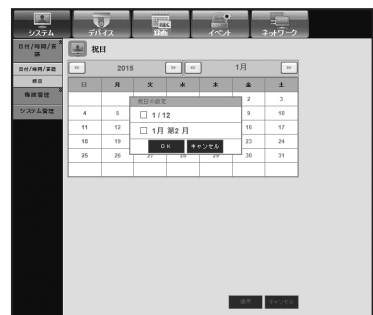 システム デバイス 録画 イベント ネットワーク
日付/時間/言語
祝日
日付/時間/言語
祝日
権限管理
システム管理
<< 2015 >> << 1月 >>
日 月 火 水 木 金 土
祝日の設定
2 3
4 5 9 10
□ 1 / 12
11 12 16 17
□ 1月 第2 月
18 19 23 24
OK キャンセル
25 26 27 28 29 30 31
適用 キャンセル